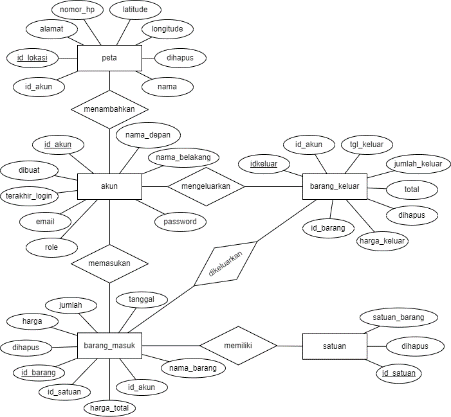 nomor_hp
latitude
alamat
longitude
id_lokasi
peta
dihapus
id_akun
nama
menambahkan
nama_depan
id_akun
nama_belakang
dibuat
akun
mengeluarkan
terakhir_login
email
password
role
id_akun
tgl_keluar
idkeluar
jumlah_keluar
barang_keluar
total
dihapus
id_barang
harga_keluar
memasukan
dikeluarkan
jumlah
tanggal
harga
dihapus
barang_masuk
memiliki
satuan
satuan_barang
dihapus
id_satuan
id_barang
nama_barang
id_satuan
id_akun
harga_total